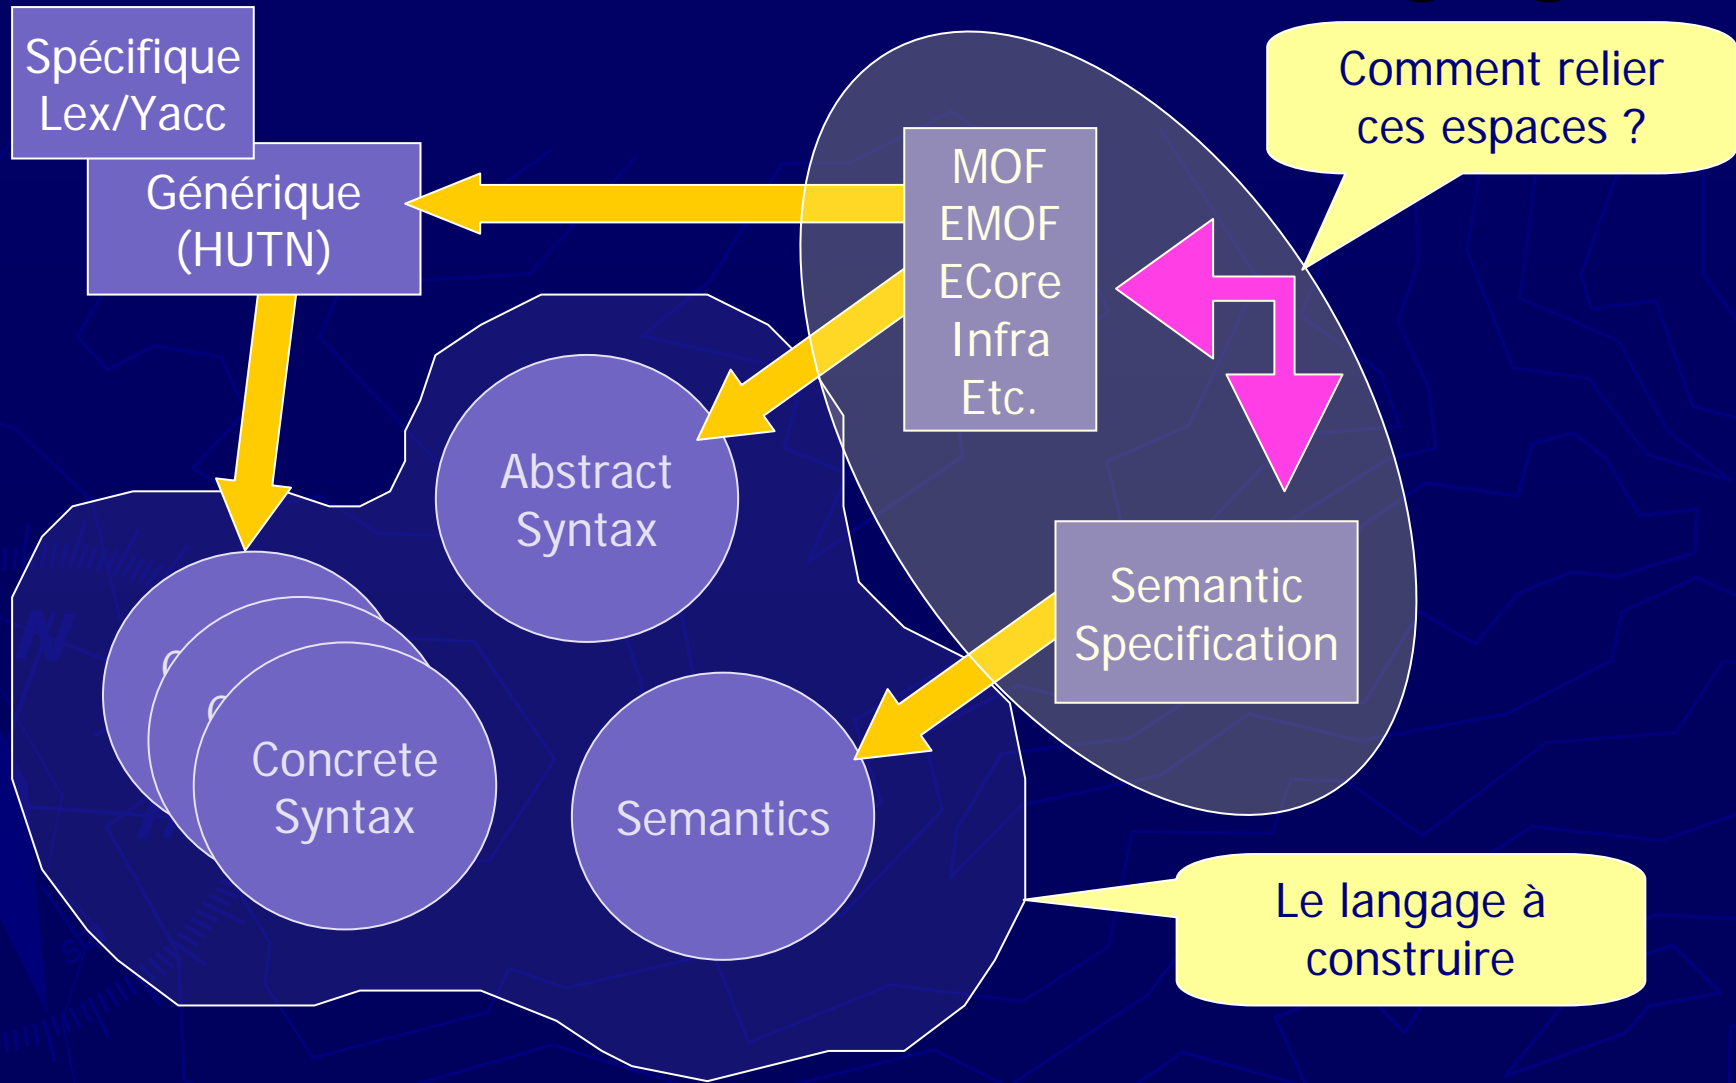 Spécifique
Lex/Yacc
Générique
(HUTN)
MOF
EMOF
ECore
Infra
Etc.
Comment relier
ces espaces ?
Abstract
Syntax
Semantic
Specification
Concrete
Syntax
Semantics
Le langage à
construire